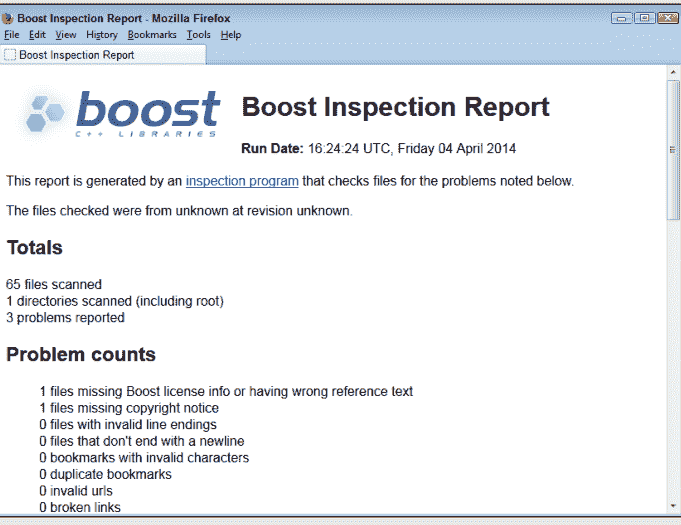 Boost Inspection Report - Mozilla Firefox
File Edit View History Bookmarks Tools Help
Boost Inspection Report
boost
C++ LIBRARIES
Boost Inspection Report
Run Date: 16:24:24 UTC, Friday 04 April 2014
This report is generated by an inspection program that checks files for the problems noted below.
The files checked were from unknown at revision unknown.
Totals
65 files scanned
1 directories scanned (including root)
3 problems reported
Problem counts
1 files missing Boost license info or having wrong reference text
1 files missing copyright notice
0 files with invalid line endings
0 files that don't end with a newline
0 bookmarks with invalid characters
0 duplicate bookmarks
0 invalid urls
0 broken links